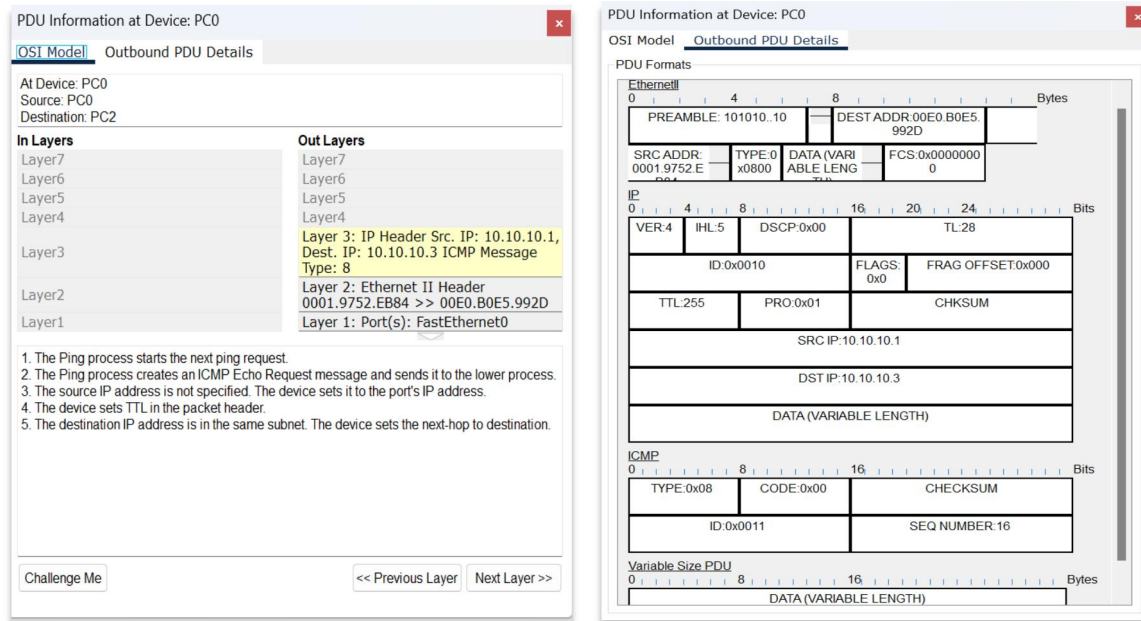 PDU Information at Device: PC0
OSI Model Outbound PDU Details
At Device: PC0
Source: PC0
Destination: PC2
In Layers Out Layers
Layer7 Layer7
Layer6 Layer6
Layer5 Layer5
Layer4 Layer4
Layer3
Layer 3: IP Header Src. IP: 10.10.10.1,
Dest. IP: 10.10.10.3 ICMP Message
Type: 8
Layer2
Layer 2: Ethernet II Header
0001.9752.EB84 >> 00E0.B0E5.992D
Layer1 Layer 1: Port(s): FastEthernet0
1. The Ping process starts the next ping request.
2. The Ping process creates an ICMP Echo Request message and sends it to the lower process.
3. The source IP address is not specified. The device sets it to the port's IP address.
4. The device sets TTL in the packet header.
5. The destination IP address is in the same subnet. The device sets the next-hop to destination.
Challenge Me << Previous Layer Next Layer >>
PDU Information at Device: PC0
OSI Model Outbound PDU Details
PDU Formats
EthernetII
0 4 8 Bytes
PREAMBLE: 101010..10 DEST ADDR:00E0.B0E5.
992D
SRC ADDR: TYPE:0 DATA (VARI FCS:0x0000000
0001.9752.E x0800 ABLE LENG 0
IP
0 4 8 16 20 24 Bits
VER:4 IHL:5 DSCP:0x00 TL:28
ID:0x0010 FLAGS: FRAG OFFSET:0x000
0x0
TTL:255 PRO:0x01 CHKSUM
SRC IP:10.10.10.1
DST IP:10.10.10.3
DATA (VARIABLE LENGTH)
ICMP
0 8 16 Bits
TYPE:0x08 CODE:0x00 CHECKSUM
ID:0x0011 SEQ NUMBER:16
Variable Size PDU
0 8 16 Bytes
DATA (VARIABLE LENGTH)